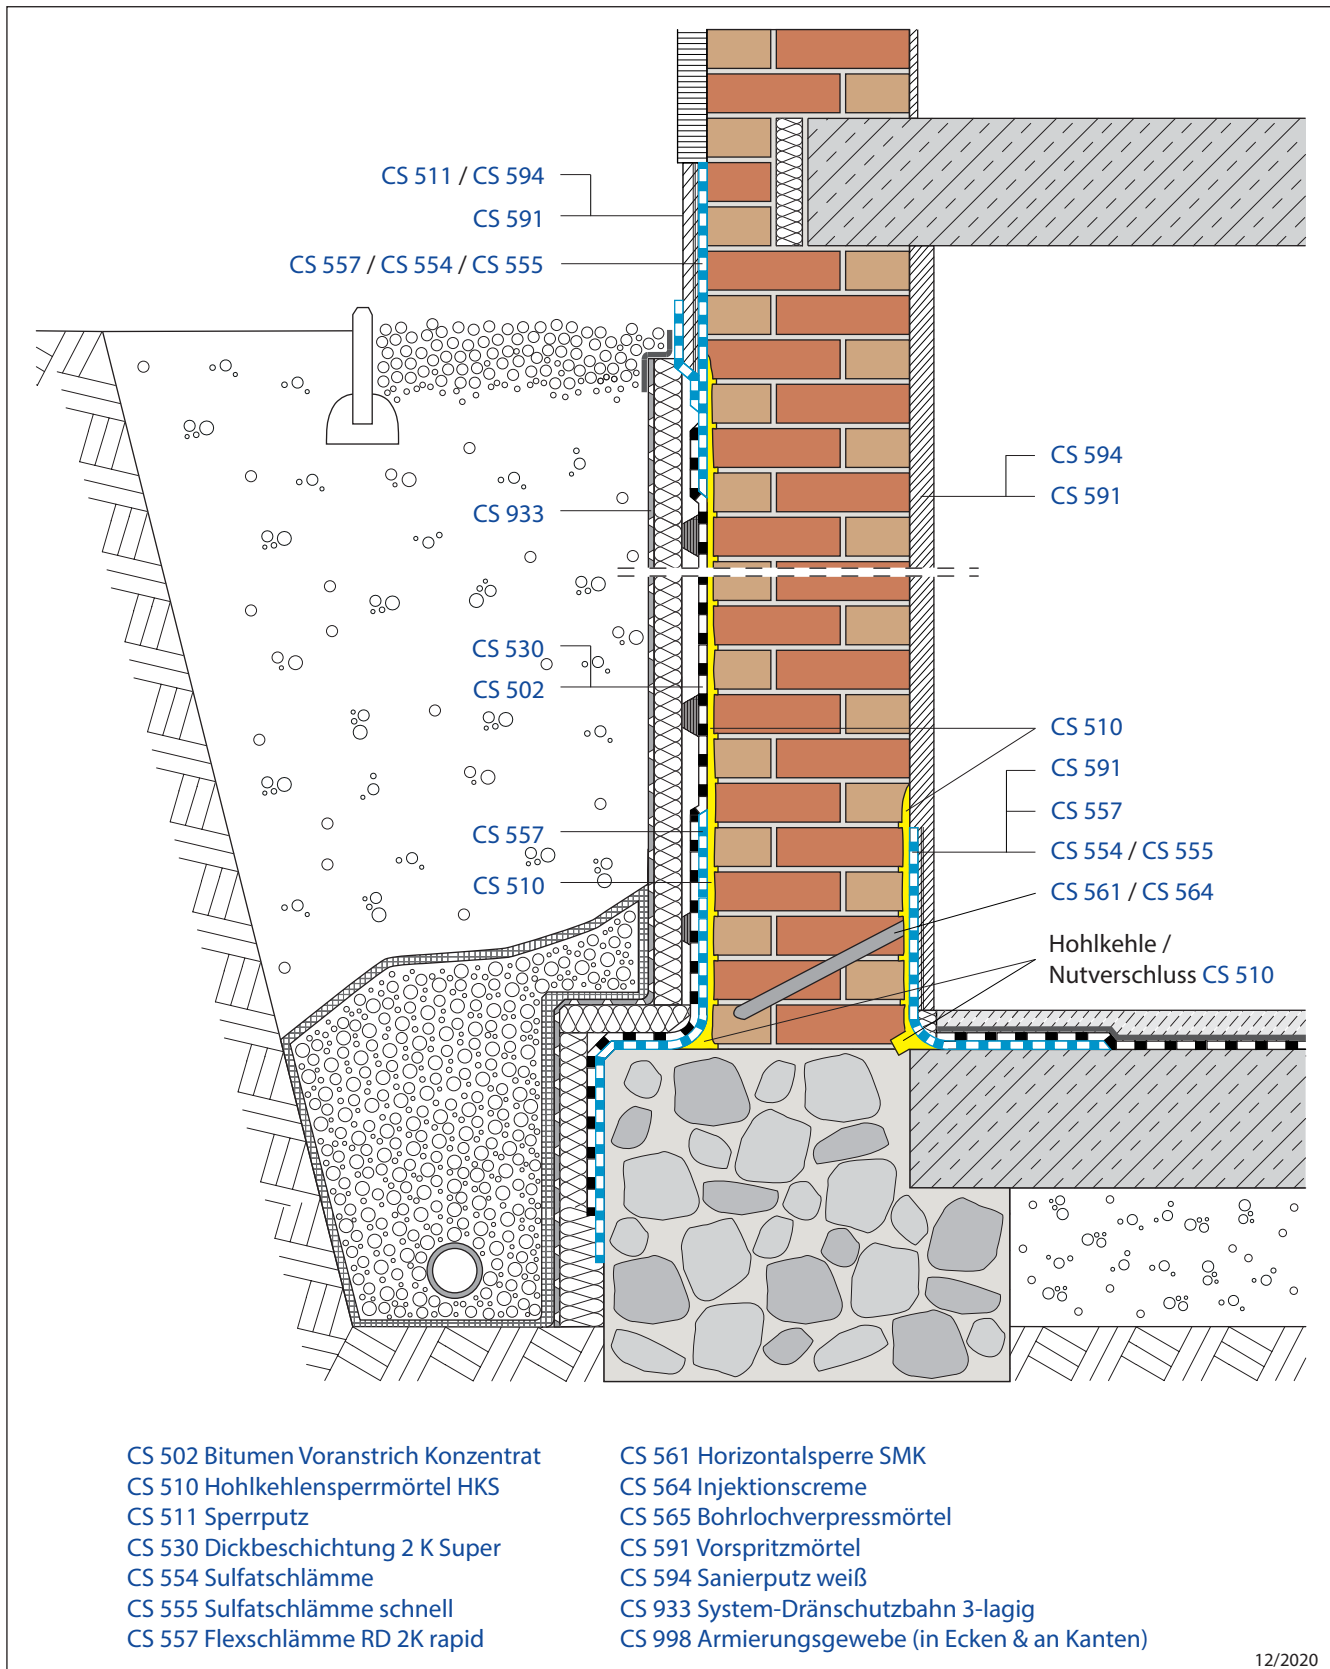 CS 511 / CS 594
CS 591
CS 557 / CS 554 / CS 555
CS 594
CS 591
CS 933
CS 530
CS 502
CS 510
CS 591
CS 557
CS 554 / CS 555
CS 561 / CS 564
CS 557
CS 510
Hohlkehle /
Nutverschluss CS 510
CS 502 Bitumen Voranstrich Konzentrat
CS 510 Hohlkehlensperrmörtel HKS
CS 511 Sperrputz
CS 530 Dickbeschichtung 2 K Super
CS 554 Sulfatschlämme
CS 555 Sulfatschlämme schnell
CS 557 Flexschlämme RD 2K rapid
CS 561 Horizontalsperre SMK
CS 564 Injektionscreme
CS 565 Bohrlochverpressmörtel
CS 591 Vorspritzmörtel
CS 594 Sanierputz weiß
CS 933 System-Dränschutzbahn 3-lagig
CS 998 Armierungsgewebe (in Ecken & an Kanten)
12/2020